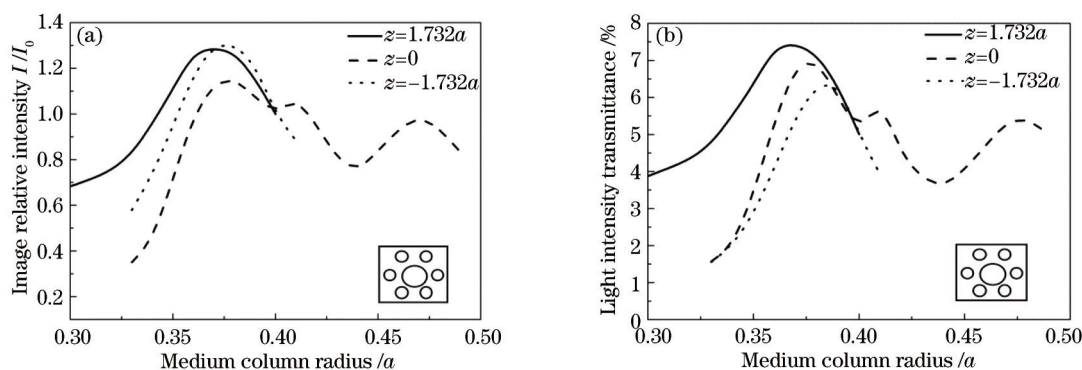 (a)
z=1.732a
z=0
z=−1.732a
Image relative intensity I/I₀
1.4
1.2
1.0
0.8
0.6
0.4
0.2
0.30
0.35
0.40
0.45
0.50
Medium column radius /a
(b)
z=1.732a
z=0
z=−1.732a
Light intensity transmittance /%
8
7
6
5
4
3
2
1
0
0.30
0.35
0.40
0.45
0.50
Medium column radius /a